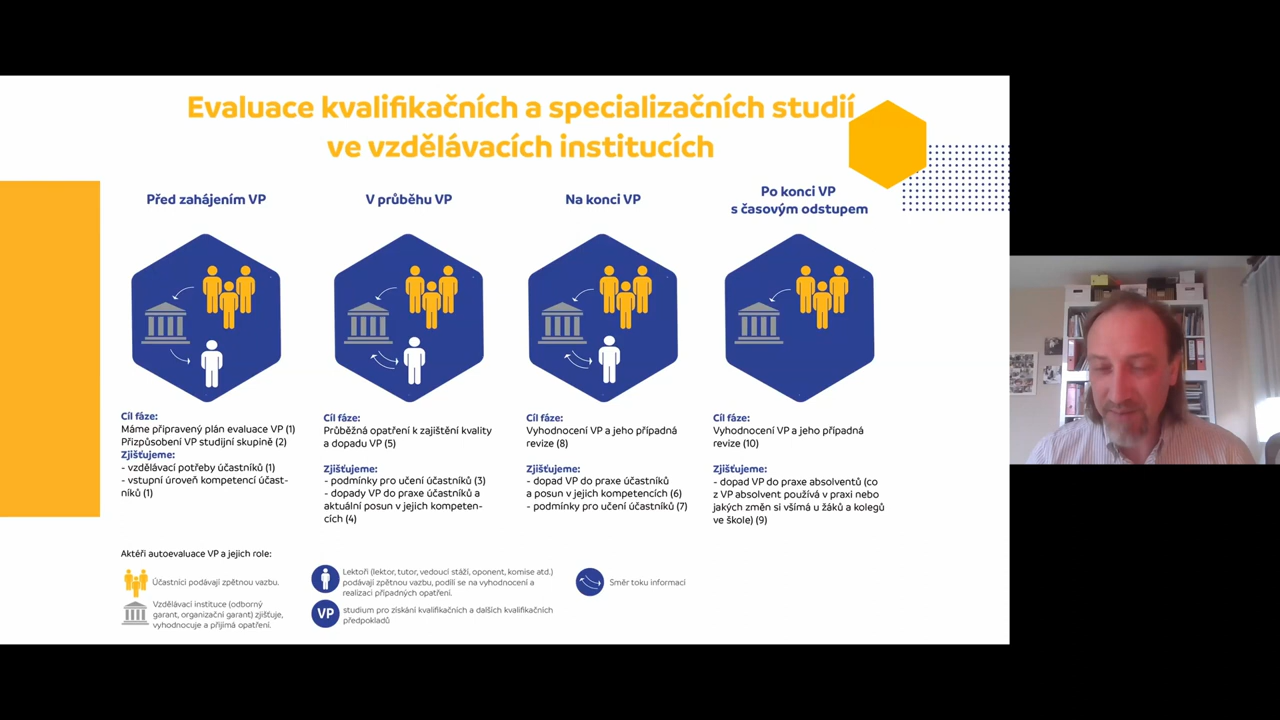 Evaluace kvalifikačních a specializačních studií
ve vzdělávacích institucích
Před zahájením VP
Cíl fáze:
Máme připravený plán evaluace VP (1)
Přizpůsobení VP studijní skupině (2)
Zjišťujeme:
- vzdělávací potřeby účastníků (1)
- vstupní úroveň kompetencí účast-
níků (1)
V průběhu VP
Cíl fáze:
Průběžná opatření k zajištění kvality
a dopadu VP (5)
Zjišťujeme:
- podmínky pro učení účastníků (3)
- dopady VP do praxe účastníků a
aktuální posun v jejich kompeten-
cích (4)
Na konci VP
Cíl fáze:
Vyhodnocení VP a jeho případná
revize (8)
Zjišťujeme:
- dopad VP do praxe účastníků
a posun v jejich kompetencích (6)
- podmínky pro učení účastníků (7)
Po konci VP
s časovým odstupem
Cíl fáze:
Vyhodnocení VP a jeho případná
revize (10)
Zjišťujeme:
- dopad VP do praxe absolventů (co
z VP absolvent používá v praxi nebo
jakých změn si všímá u žáků a kolegů
ve škole) (9)
Aktéři autoevaluace VP a jejich role:
Účastníci podávají zpětnou vazbu.
Vzdělávací instituce (odborný
garant, organizační garant) zjišťuje,
vyhodnocuje a přijímá opatření.
Lektoři (lektor, tutor, vedoucí stáží, oponent, komise atd.)
podávají zpětnou vazbu, podílí se na vyhodnocení a
realizaci případných opatření.
VP
studium pro získání kvalifikačních a dalších kvalifikačních
předpokladů
Směr toku informací